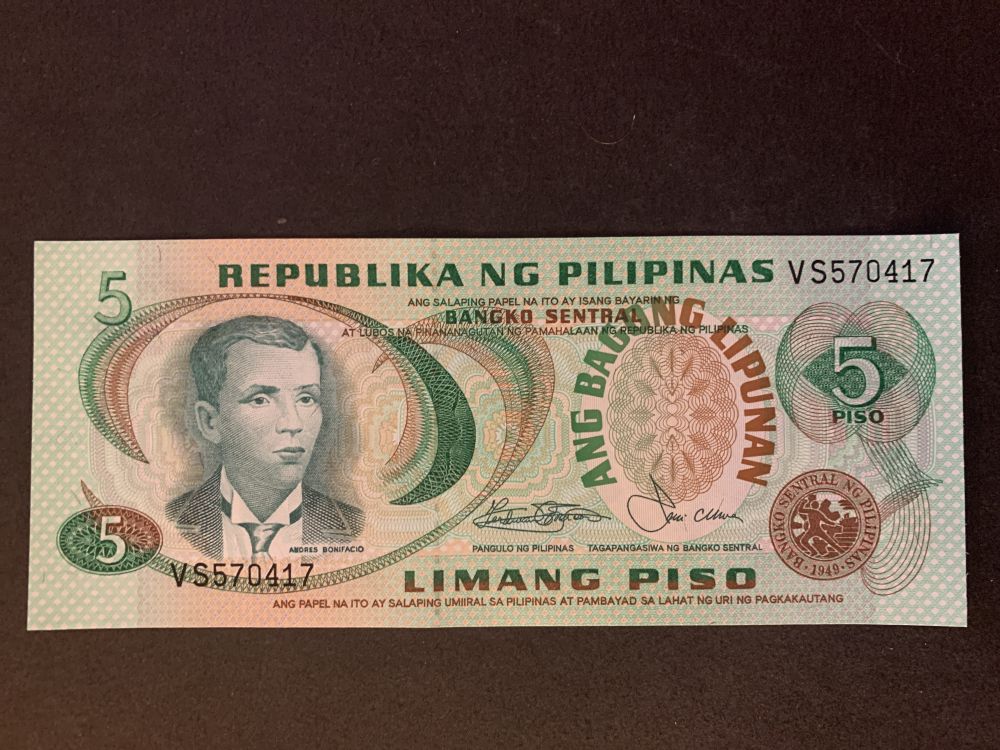 REPUBLIKA NG PILIPINAS VS570417
5
ANG SALAPING PAPEL NA ITO AY ISANG BAYARIN NG
BANGKO SENTRAL
AT LUBOS NA PINANANAGUTAN NG PAMAHALAAN NG REPUBLIKA NG PILIPINAS
ANG BAGONG LIPUNAN
5
PISO
5
ANDRES BONIFACIO
PANGULO NG PILIPINAS TAGAPANGASIWA NG BANGKO SENTRAL
BANGKO SENTRAL NG PILIPINAS
1949
VS570417
LIMANG PISO
ANG PAPEL NA ITO AY SALAPING UMIIRAL SA PILIPINAS AT PAMBAYAD SA LAHAT NG URI NG PAGKAKAUTANG